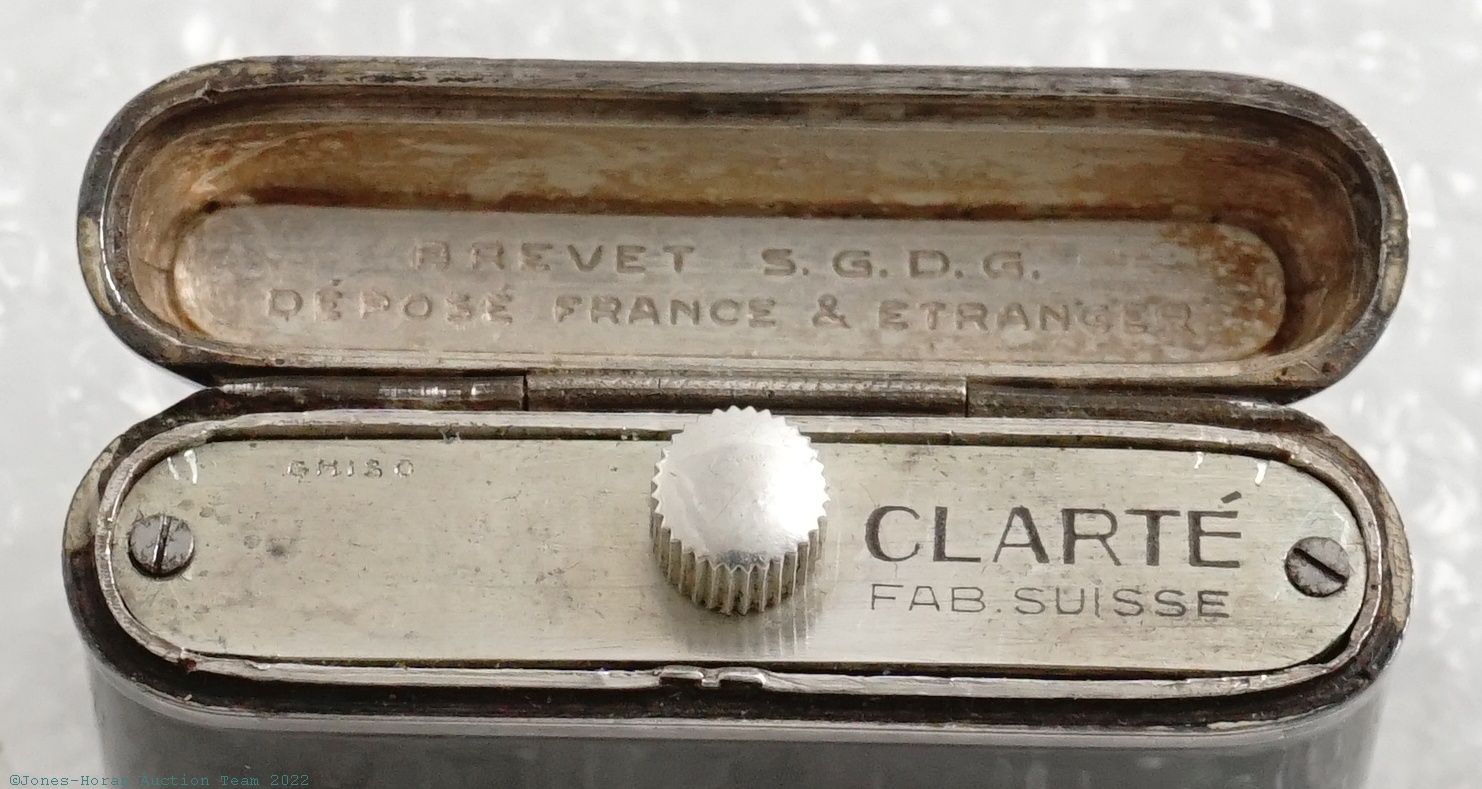 BREVET S.G.D.G.
DÉPOSÉ FRANCE & ETRANGER
GHISO
CLARTÉ
FAB. SUISSE
©Jones-Horan Auction Team 2022